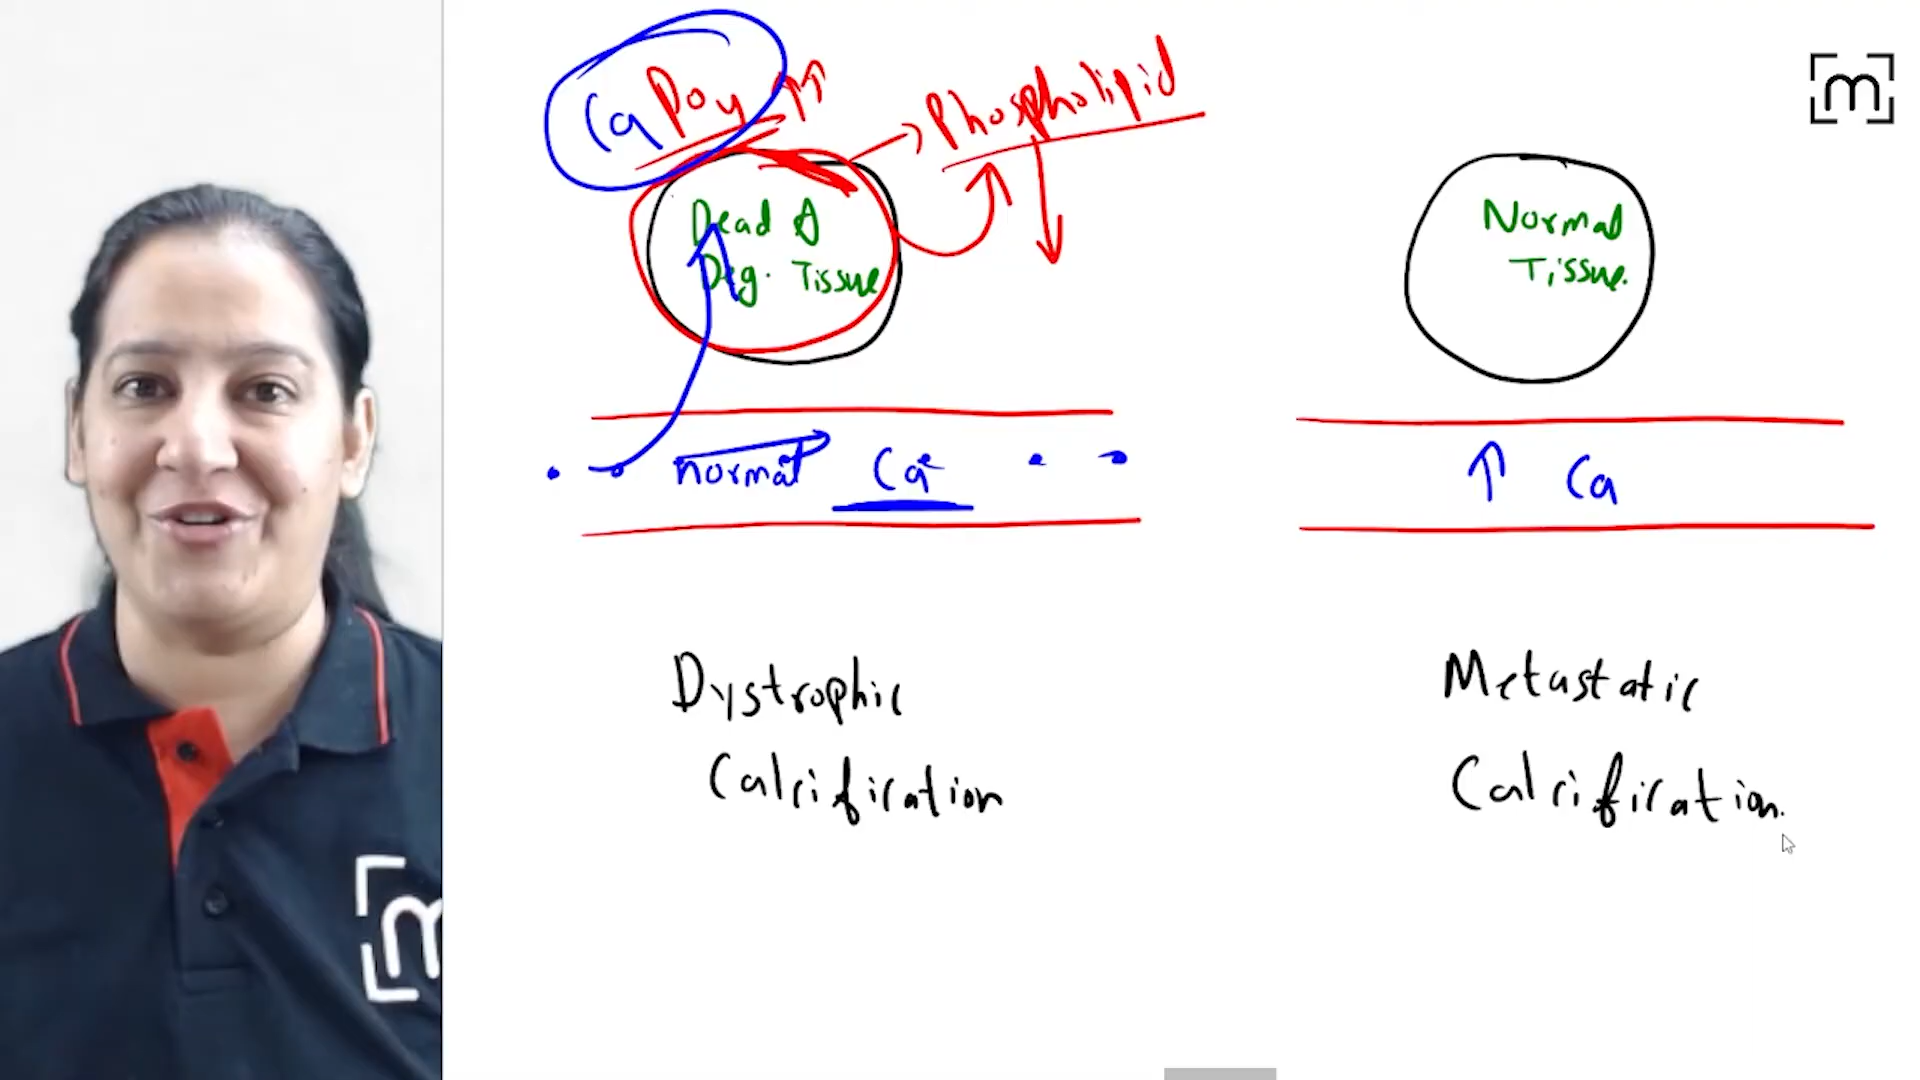 CaPO4 ↑↑
Phospholipid
Dead &
Deg. Tissue
normal Ca
Dystrophic
Calcification
Normal
Tissue.
↑ Ca
Metastatic
Calcification.
[m]
[m